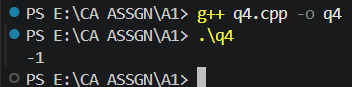 PS E:\CA ASSGN\A1> g++ q4.cpp -o q4
PS E:\CA ASSGN\A1> .\q4
-1
PS E:\CA ASSGN\A1>